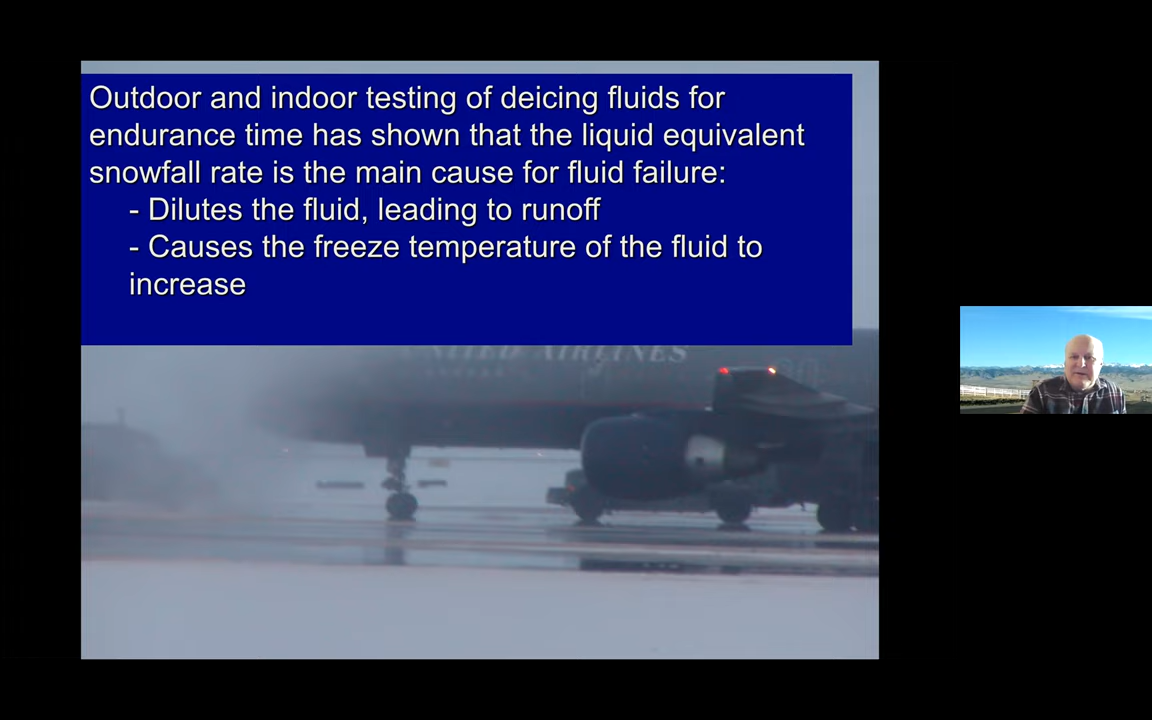 Outdoor and indoor testing of deicing fluids for
endurance time has shown that the liquid equivalent
snowfall rate is the main cause for fluid failure:
- Dilutes the fluid, leading to runoff
- Causes the freeze temperature of the fluid to
increase
UNITED AIRLINES